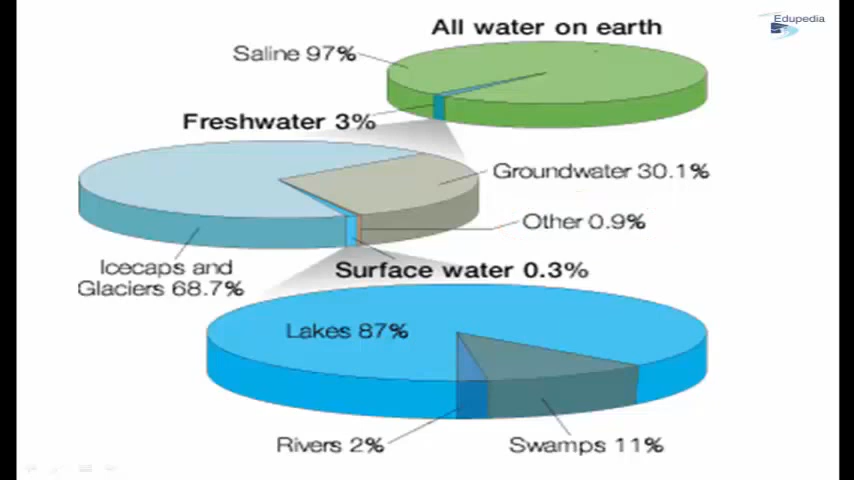 Edupedia
All water on earth
Saline 97%
Freshwater 3%
Groundwater 30.1%
Other 0.9%
Icecaps and
Glaciers 68.7%
Surface water 0.3%
Lakes 87%
Rivers 2%
Swamps 11%